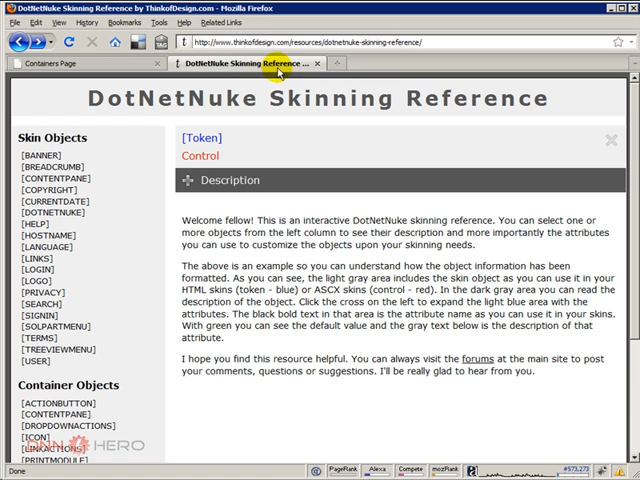 DotNetNuke Skinning Reference by ThinkofDesign.com - Mozilla Firefox
File Edit View History Bookmarks Tools Help Related Links
http://www.thinkofdesign.com/resources/dotnetnuke-skinning-reference/
Containers Page
DotNetNuke Skinning Reference ...
DotNetNuke Skinning Reference
Skin Objects
[BANNER]
[BREADCRUMB]
[CONTENTPANE]
[COPYRIGHT]
[CURRENTDATE]
[DOTNETNUKE]
[HELP]
[HOSTNAME]
[LANGUAGE]
[LINKS]
[LOGIN]
[LOGO]
[PRIVACY]
[SEARCH]
[SIGNIN]
[SOLPARTMENU]
[TERMS]
[TREEVIEWMENU]
[USER]
Container Objects
[ACTIONBUTTON]
[CONTENTPANE]
[DROPDOWNACTIONS]
[ICON]
[LINKACTIONS]
[PRINTMODULE]
DNN HERO
[Token]
Control
Description
Welcome fellow! This is an interactive DotNetNuke skinning reference. You can select one or
more objects from the left column to see their description and more importantly the attributes
you can use to customize the objects upon your skinning needs.
The above is an example so you can understand how the object information has been
formatted. As you can see, the light gray area includes the skin object as you can use it in your
HTML skins (token - blue) or ASCX skins (control - red). In the dark gray area you can read the
description of the object. Click the cross on the left to expand the light blue area with the
attributes. The black bold text in that area is the attribute name as you can use it in your skins.
With green you can see the default value and the gray text below is the description of that
attribute.
I hope you find this resource helpful. You can always visit the forums at the main site to post
your comments, questions or suggestions. I'll be really glad to hear from you.
Done
PageRank
Alexa
Compete
mozRank
#573,273